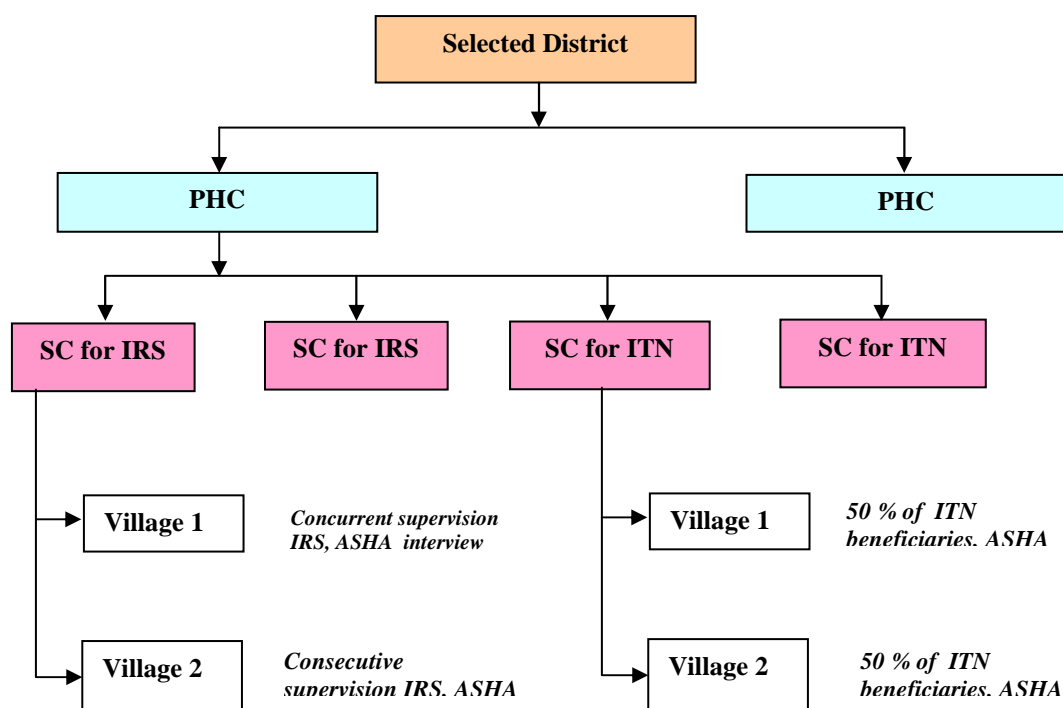 Selected District
PHC
PHC
SC for IRS
SC for IRS
SC for ITN
SC for ITN
Village 1
Concurrent supervision
IRS, ASHA interview
Village 1
50 % of ITN
beneficiaries, ASHA
Village 2
Consecutive
supervision IRS, ASHA
Village 2
50 % of ITN
beneficiaries, ASHA